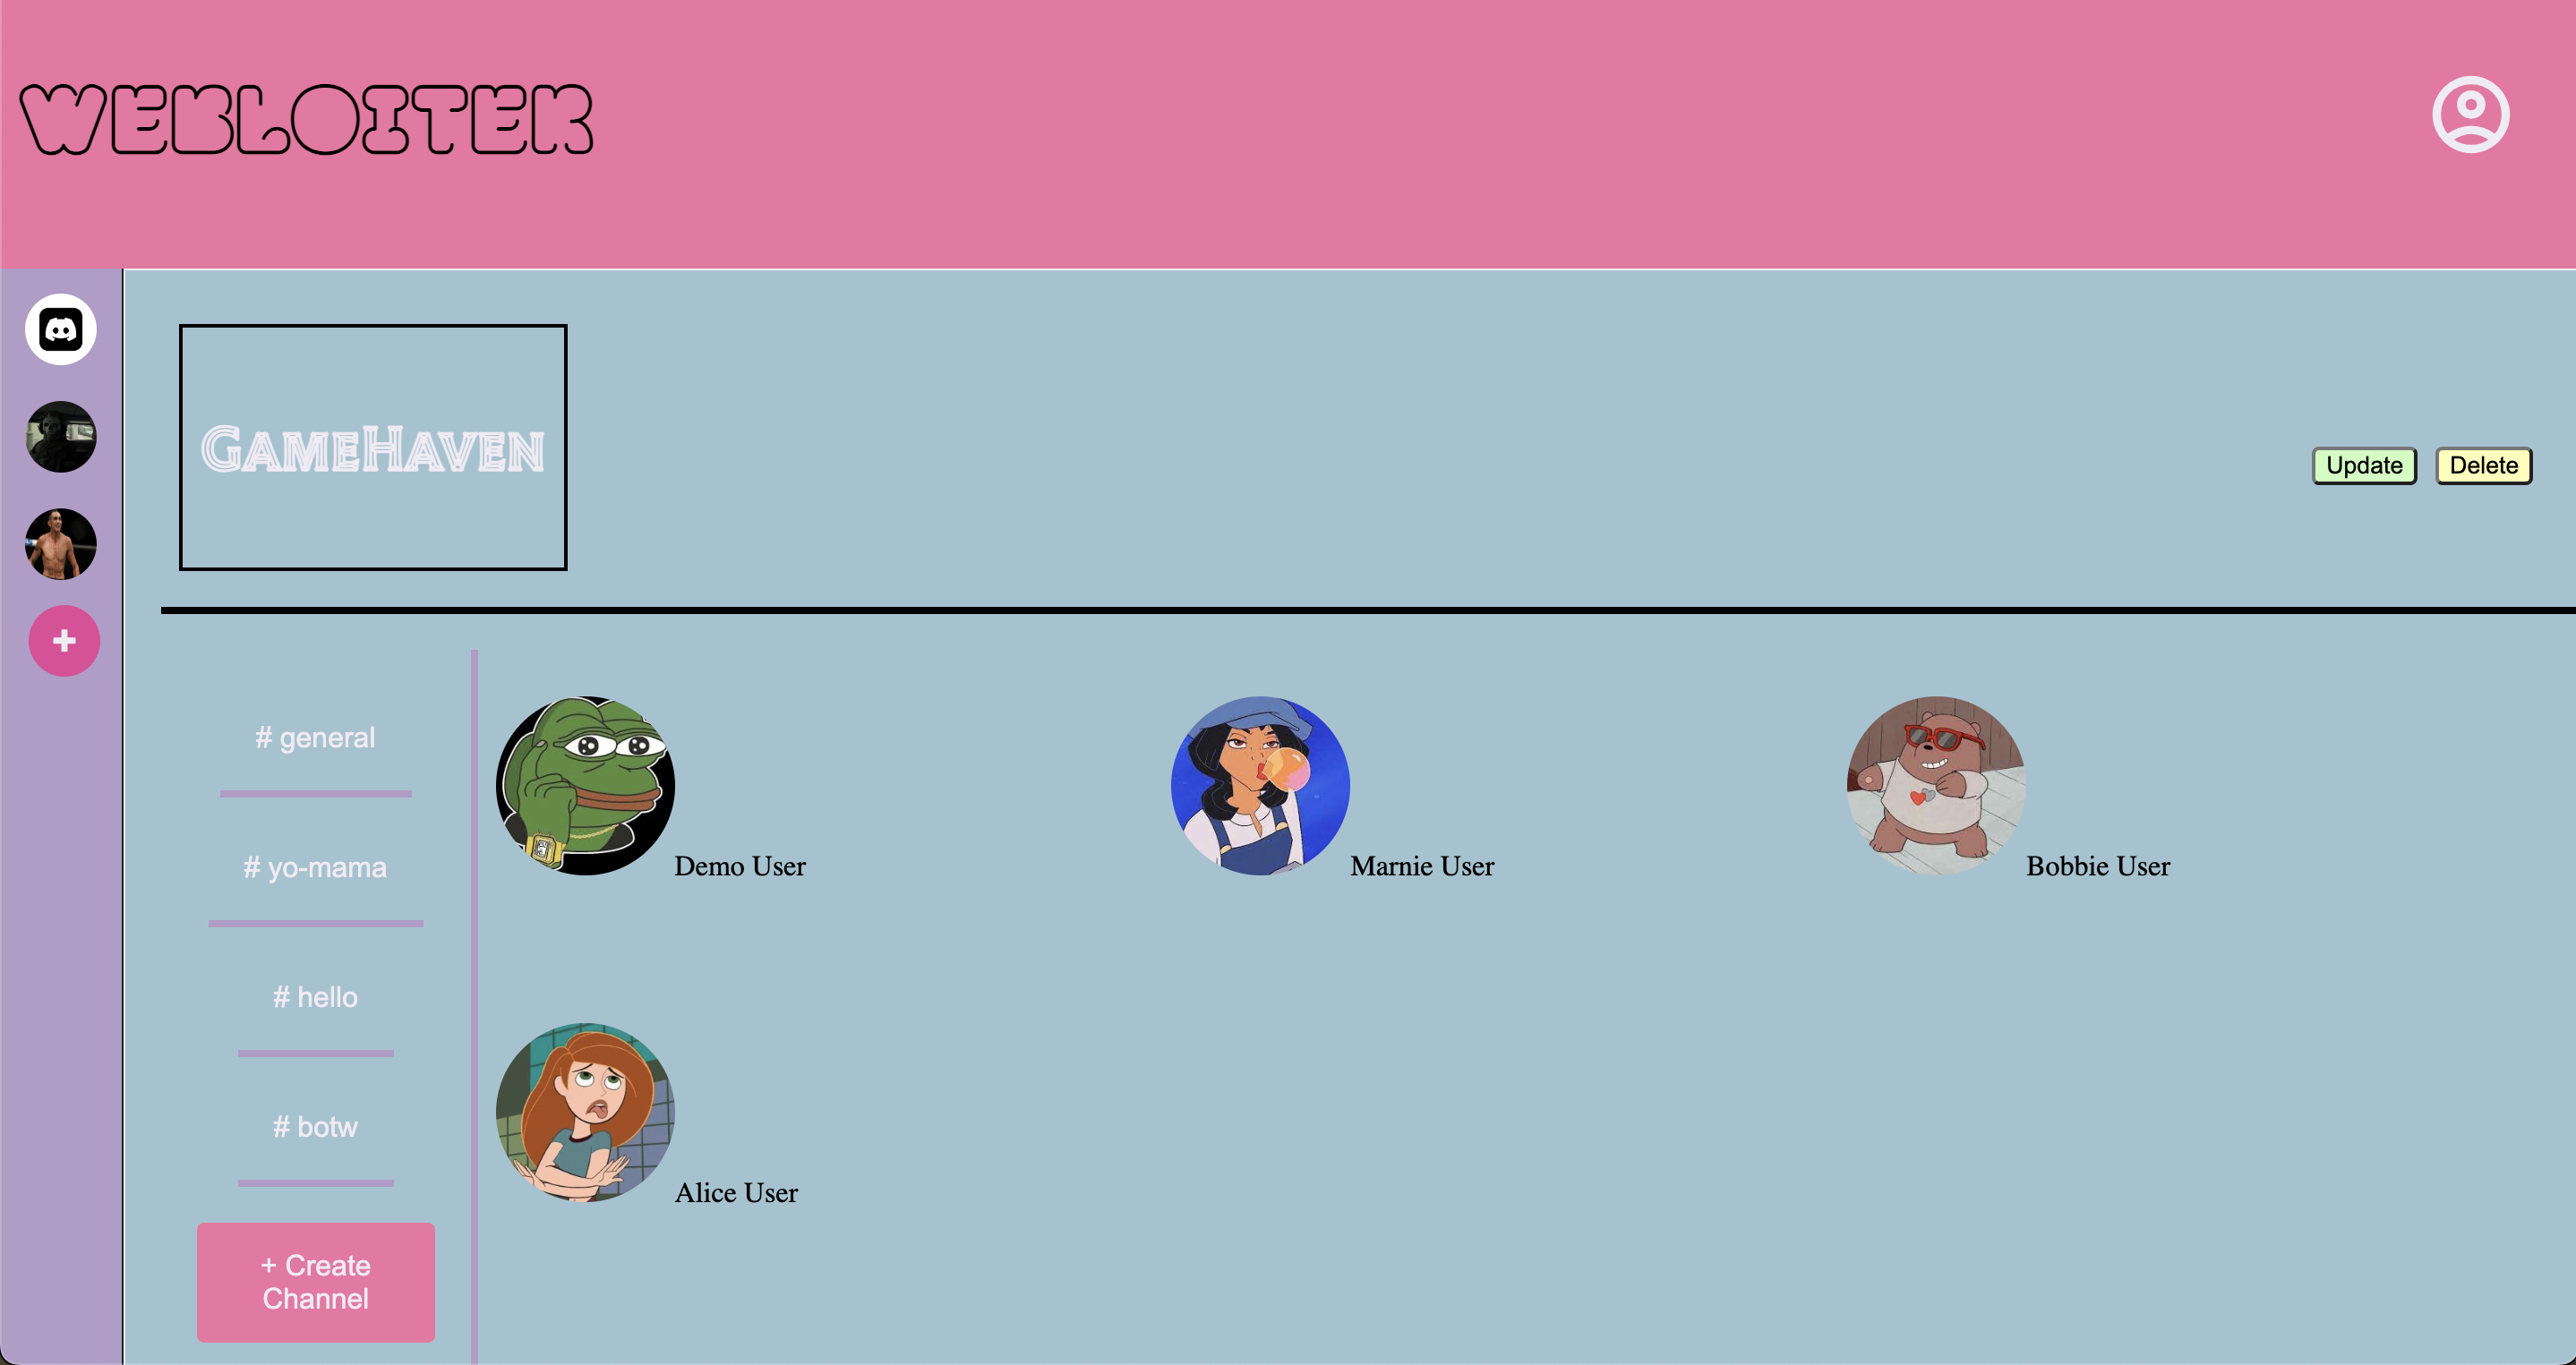 WEBLOITER
GAMEHAVEN
Update
Delete
# general
# yo-mama
# hello
# botw
+ Create
Channel
Demo User
Marnie User
Bobbie User
Alice User